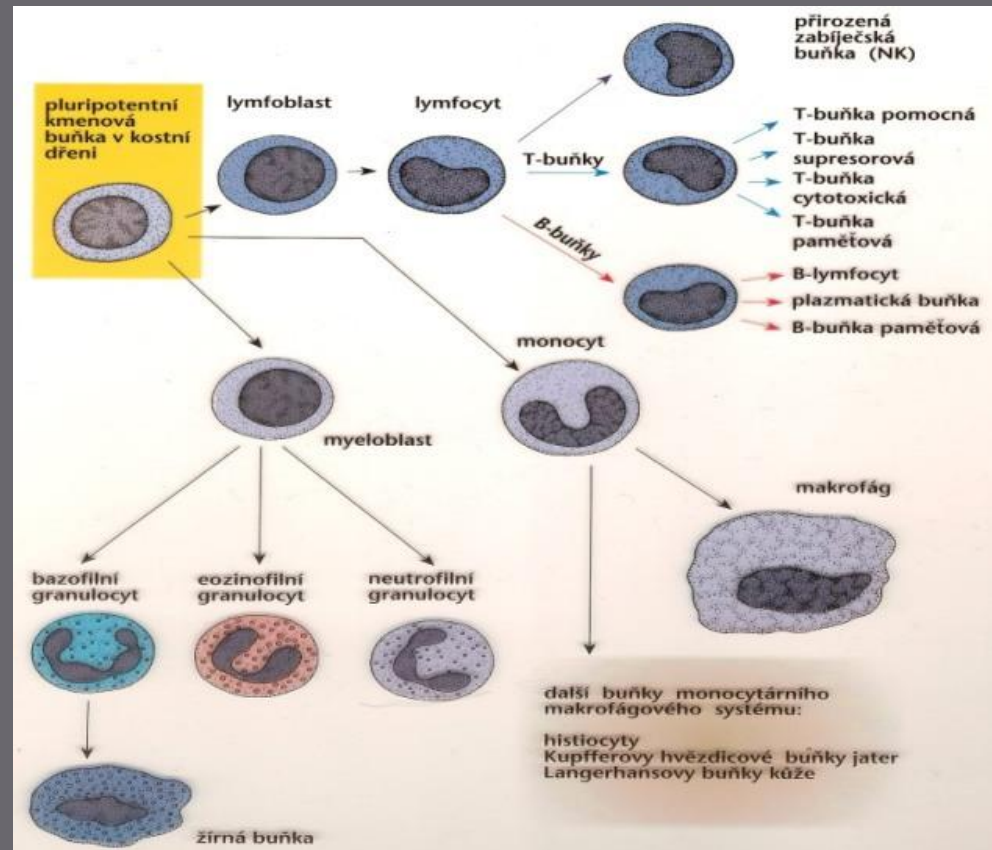 přirozená
zabíječská
buňka (NK)
pluripotentní
kmenová
buňka v kostní
dřeni
lymfoblast
lymfocyt
T-buňky
T-buňka pomocná
T-buňka
supresorová
T-buňka
cytotoxická
T-buňka
paměťová
B-buňky
B-lymfocyt
plazmatická buňka
B-buňka paměťová
monocyt
myeloblast
makrofág
bazofilní
granulocyt
eozinofilní
granulocyt
neutrofilní
granulocyt
další buňky monocytárního
makrofágového systému:
histiocyty
Kupfferovy hvězdicové buňky jater
Langerhansovy buňky kůže
žírná buňka